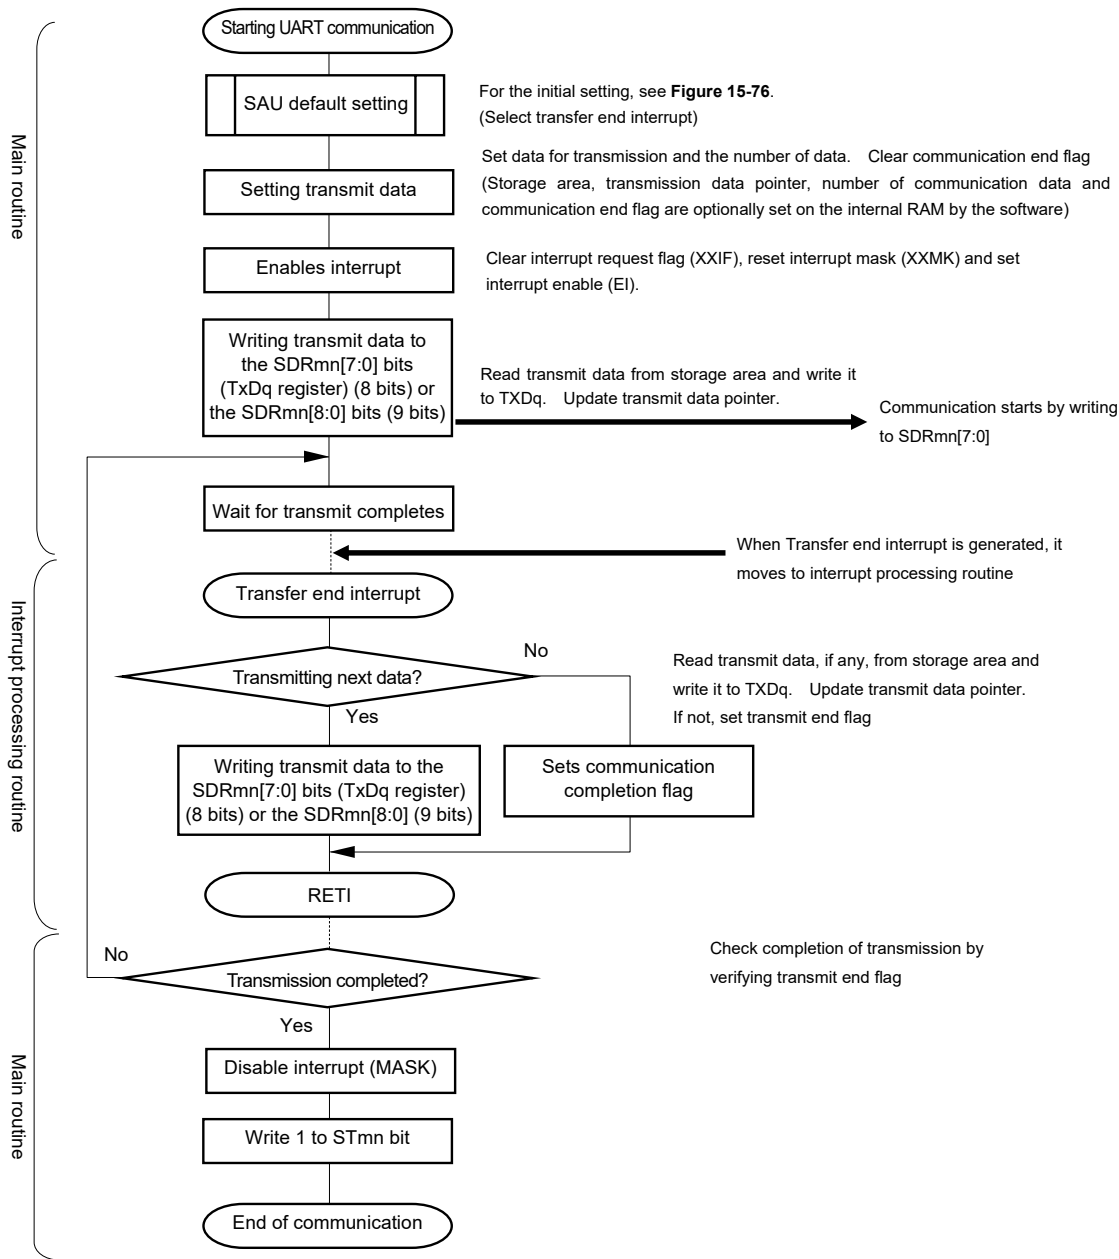 Starting UART communication
SAU default setting
For the initial setting, see Figure 15-76.
(Select transfer end interrupt)
Main routine
Setting transmit data
Set data for transmission and the number of data. Clear communication end flag
(Storage area, transmission data pointer, number of communication data and
communication end flag are optionally set on the internal RAM by the software)
Enables interrupt
Clear interrupt request flag (XXIF), reset interrupt mask (XXMK) and set
interrupt enable (EI).
Writing transmit data to
the SDRmn[7:0] bits
(TxDq register) (8 bits) or
the SDRmn[8:0] bits (9 bits)
Read transmit data from storage area and write it
to TXDq. Update transmit data pointer.
Communication starts by writing
to SDRmn[7:0]
Wait for transmit completes
When Transfer end interrupt is generated, it
moves to interrupt processing routine
Interrupt processing routine
Transfer end interrupt
Transmitting next data?
No
Yes
Read transmit data, if any, from storage area and
write it to TXDq. Update transmit data pointer.
If not, set transmit end flag
Writing transmit data to the
SDRmn[7:0] bits (TxDq register)
(8 bits) or the SDRmn[8:0] (9 bits)
Sets communication
completion flag
RETI
Main routine
No
Transmission completed?
Check completion of transmission by
verifying transmit end flag
Yes
Disable interrupt (MASK)
Write 1 to STmn bit
End of communication